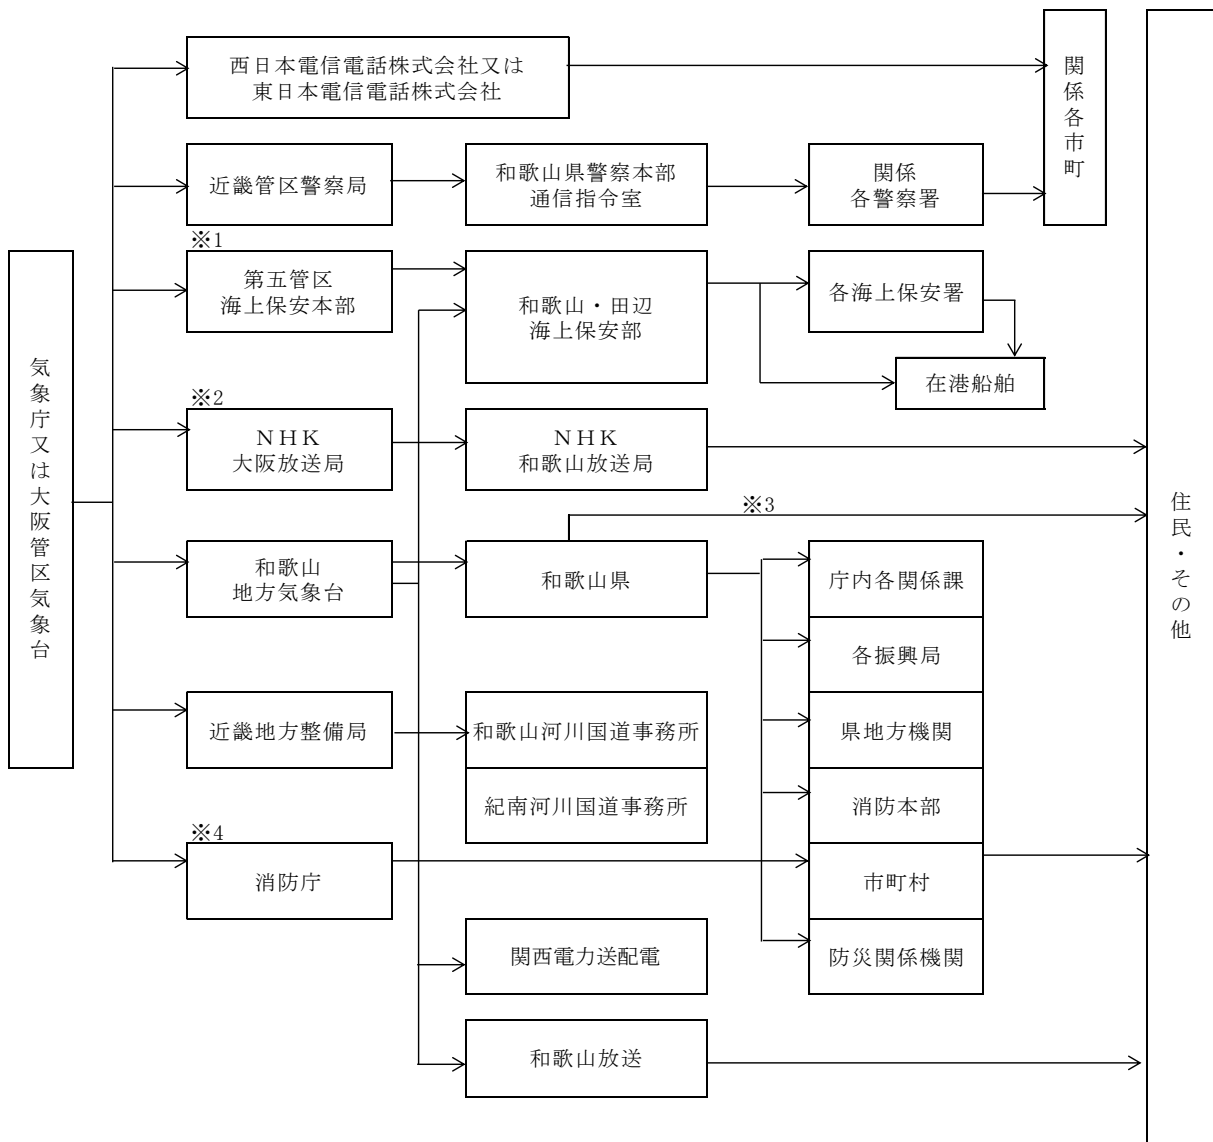 西日本電信電話株式会社又は
東日本電信電話株式会社
関係各市町
近畿管区警察局
和歌山県警察本部
通信指令室
関係
各警察署
※1
第五管区
海上保安本部
和歌山・田辺
海上保安部
各海上保安署
在港船舶
気象庁又は大阪管区気象台
※2
NHK
大阪放送局
NHK
和歌山放送局
※3
住民・その他
和歌山
地方気象台
和歌山県
庁内各関係課
各振興局
近畿地方整備局
和歌山河川国道事務所
県地方機関
紀南河川国道事務所
消防本部
※4
消防庁
市町村
関西電力送配電
防災関係機関
和歌山放送